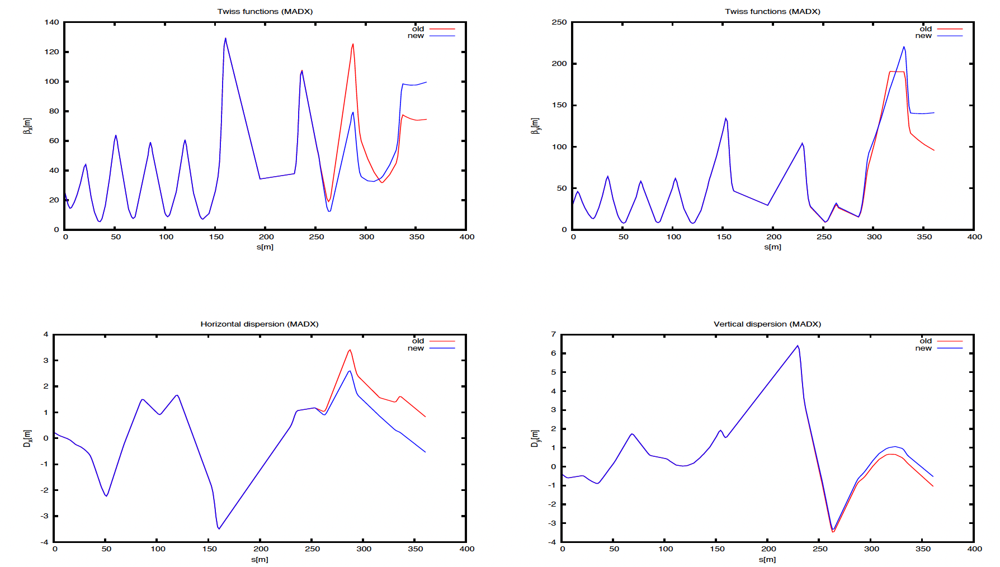 Twiss functions (MADX)
140
120
100
80
60
40
20
0
βx[m]
old
new
0 50 100 150 200 250 300 350 400
s[m]
Twiss functions (MADX)
250
200
150
100
50
0
βy[m]
old
new
0 50 100 150 200 250 300 350 400
s[m]
Horizontal dispersion (MADX)
4
3
2
1
0
-1
-2
-3
-4
Dx[m]
old
new
0 50 100 150 200 250 300 350 400
s[m]
Vertical dispersion (MADX)
7
6
5
4
3
2
1
0
-1
-2
-3
-4
Dy[m]
old
new
0 50 100 150 200 250 300 350 400
s[m]